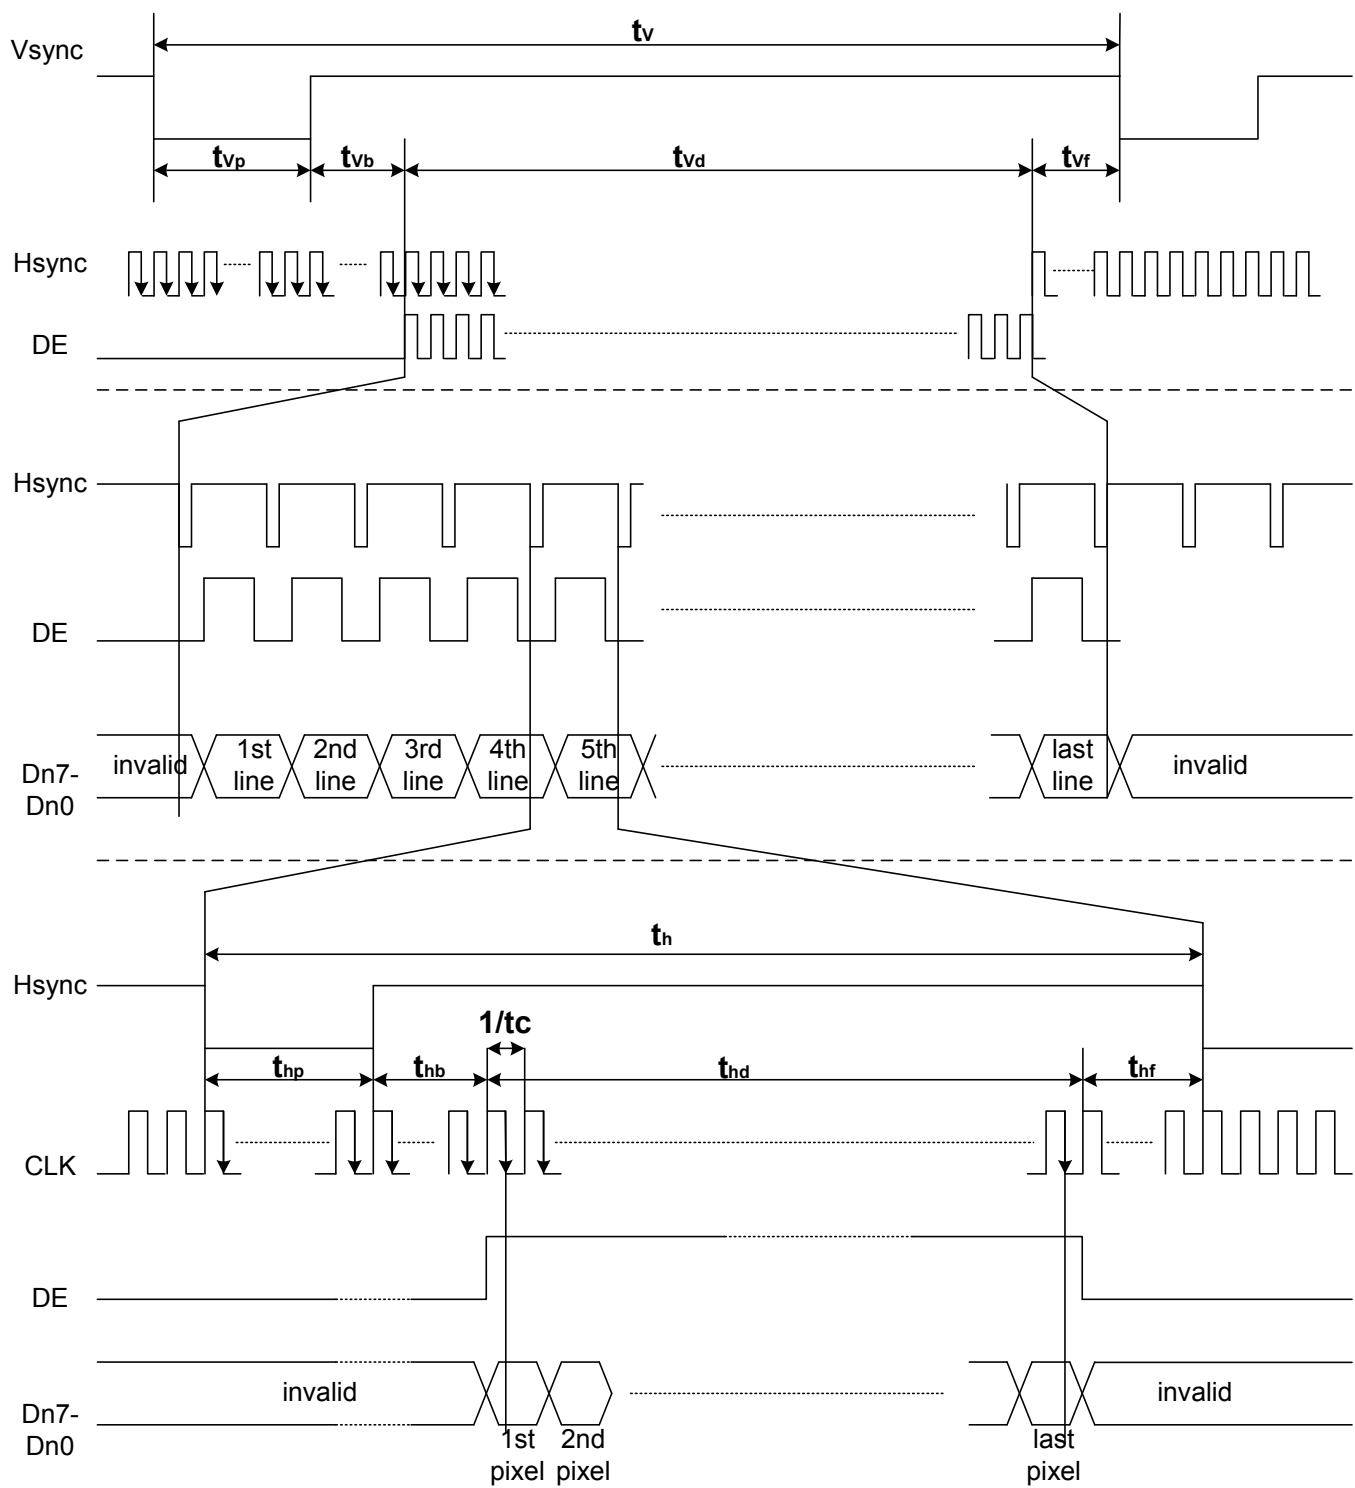 tv
Vsync
tvp
tvb
tvd
tvf
Hsync
DE
Hsync
DE
invalid
1st
line
2nd
line
3rd
line
4th
line
5th
line
last
line
invalid
Dn7-
Dn0
th
Hsync
1/tc
thp
thb
thd
thf
CLK
DE
invalid
invalid
Dn7-
Dn0
1st
pixel
2nd
pixel
last
pixel